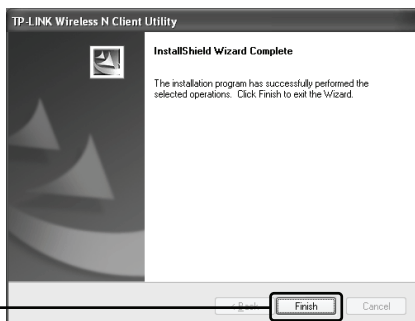 TP-LINK Wireless N Client Utility
InstallShield Wizard Complete
The installation program has successfully performed the
selected operations. Click Finish to exit the Wizard.
< Back
Finish
Cancel